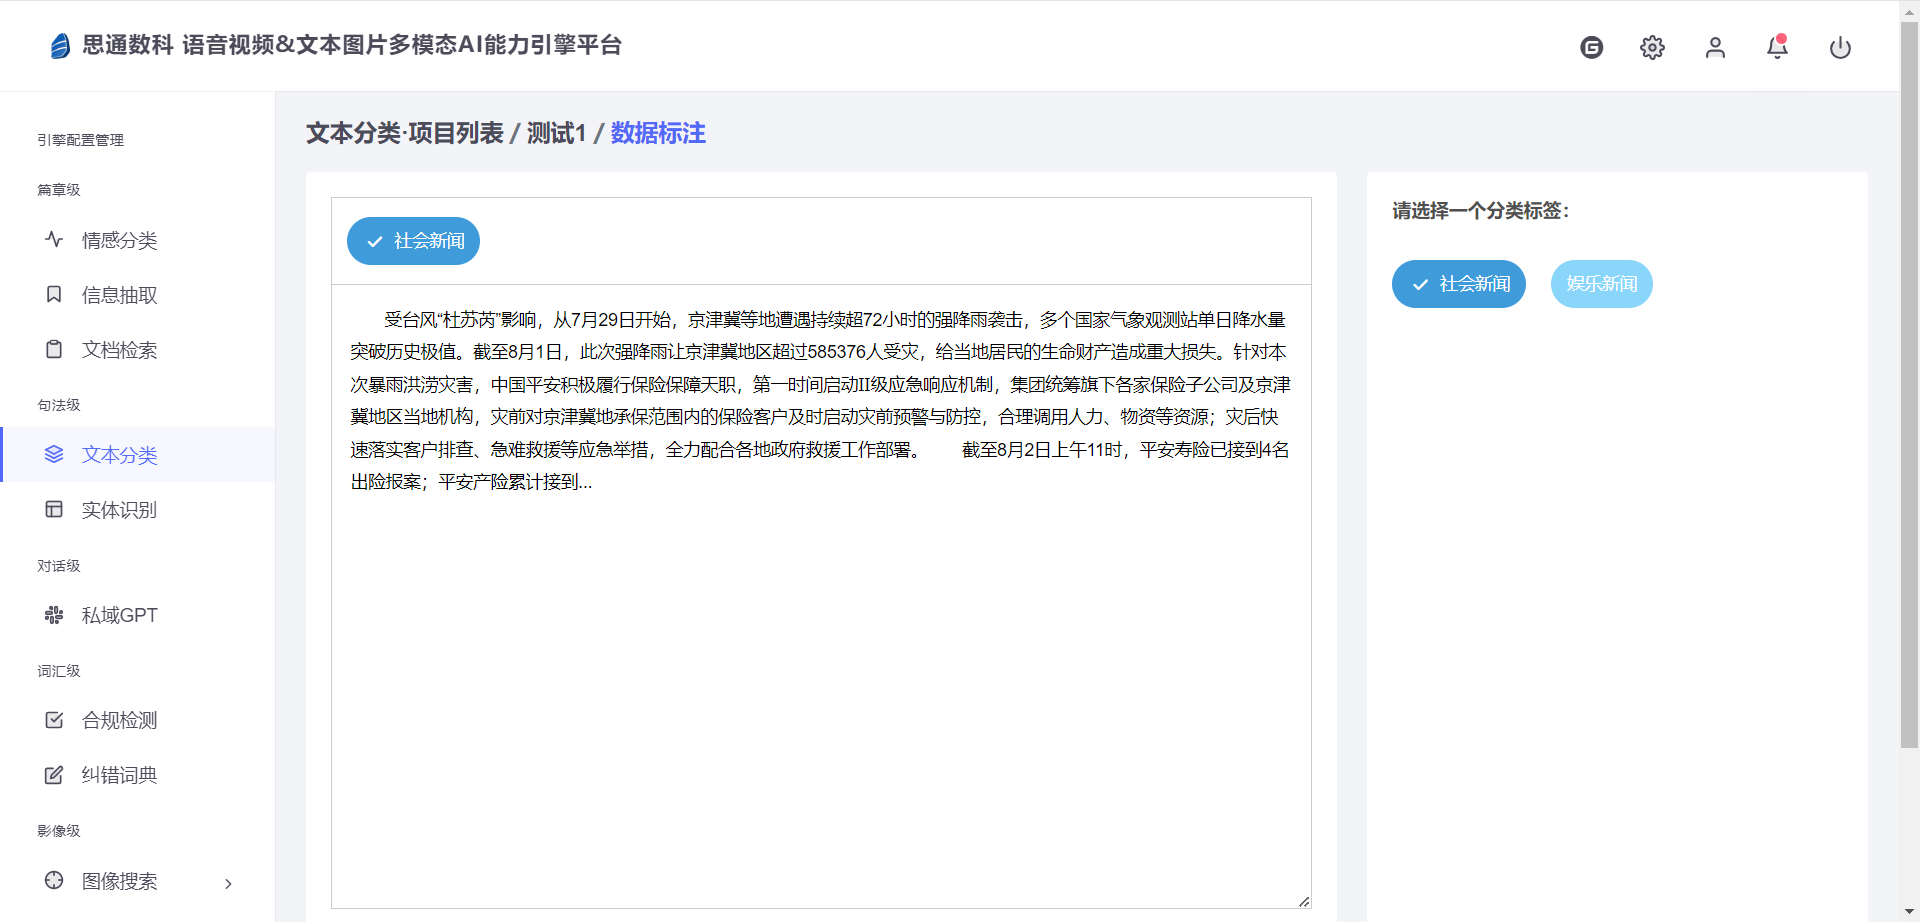 思通数科 语音视频&文本图片多模态AI能力引擎平台
引擎配置管理
篇章级
情感分类
信息抽取
文档检索
句法级
文本分类
实体识别
对话级
私域GPT
词汇级
合规检测
纠错词典
影像级
图像搜索
文本分类·项目列表 / 测试1 / 数据标注
社会新闻
受台风“杜苏芮”影响，从7月29日开始，京津冀等地遭遇持续超72小时的强降雨袭击，多个国家气象观测站单日降水量
突破历史极值。截至8月1日，此次强降雨让京津冀地区超过585376人受灾，给当地居民的生命财产造成重大损失。针对本
次暴雨洪涝灾害，中国平安积极履行保险保障天职，第一时间启动II级应急响应机制，集团统筹旗下各家保险子公司及京津
冀地区当地机构，灾前对京津冀地承保范围内的保险客户及时启动灾前预警与防控，合理调用人力、物资等资源；灾后快
速落实客户排查、急难救援等应急举措，全力配合各地政府救援工作部署。　　截至8月2日上午11时，平安寿险已接到4名
出险报案；平安产险累计接到...
请选择一个分类标签：
社会新闻
娱乐新闻